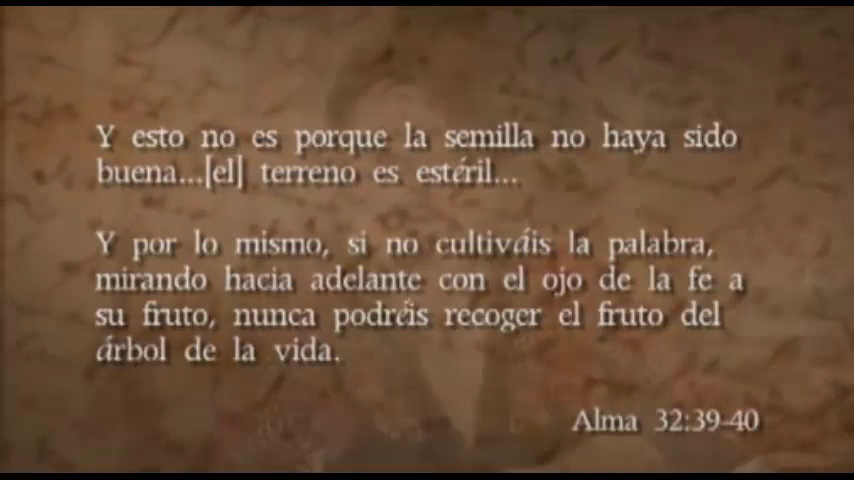 Y esto no es porque la semilla no haya sido
buena...[el] terreno es estéril...
Y por lo mismo, si no cultiváis la palabra,
mirando hacia adelante con el ojo de la fe a
su fruto, nunca podréis recoger el fruto del
árbol de la vida.
Alma 32:39-40